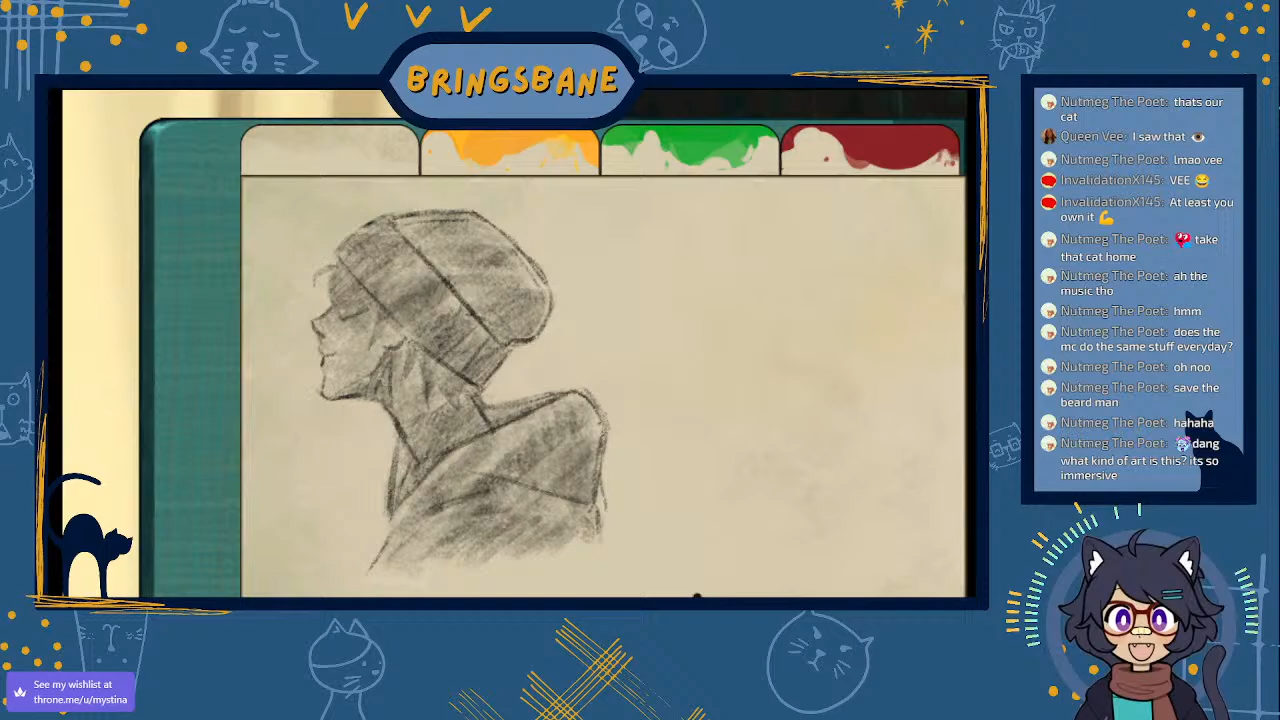 BRINGSBANE
Nutmeg The Poet: thats our
cat
Queen Vee: I saw that
Nutmeg The Poet: lmao vee
InvalidationX145: VEE
InvalidationX145: At least you
own it
Nutmeg The Poet: take
that cat home
Nutmeg The Poet: ah the
music tho
Nutmeg The Poet: hmm
Nutmeg The Poet: does the
mc do the same stuff everyday?
Nutmeg The Poet: oh noo
Nutmeg The Poet: save the
beard man
Nutmeg The Poet: hahaha
Nutmeg The Poet: dang
what kind of art is this? its so
immersive
See my wishlist at
throne.me/u/mystina